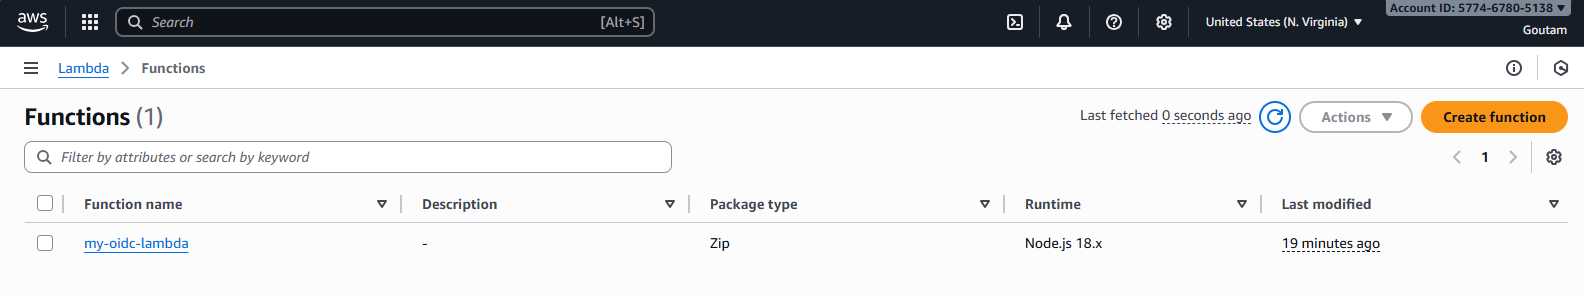 aws Search [Alt+S] United States (N. Virginia) Account ID: 5774-6780-5138
Goutam
Lambda Functions
Functions (1) Last fetched 0 seconds ago Actions Create function
Filter by attributes or search by keyword 1
Function name Description Package type Runtime Last modified
my-oidc-lambda - Zip Node.js 18.x 19 minutes ago